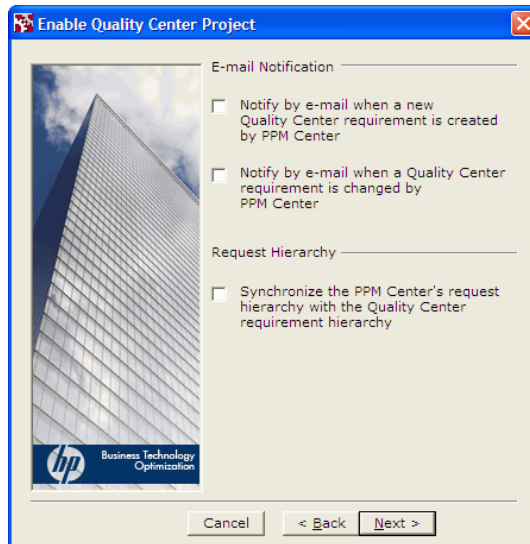 Enable Quality Center Project
E-mail Notification
Notify by e-mail when a new
Quality Center requirement is created
by PPM Center
Notify by e-mail when a Quality Center
requirement is changed by
PPM Center
Request Hierarchy
Synchronize the PPM Center's request
hierarchy with the Quality Center
requirement hierarchy
hp
Business Technology
Optimization
Cancel
< Back
Next >